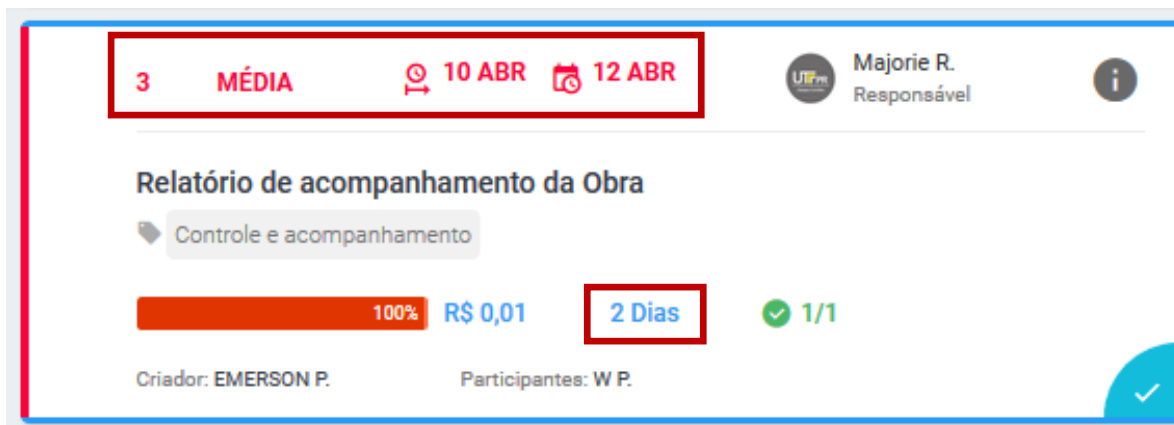 3 MÉDIA 10 ABR 12 ABR
UTFPR
Majorie R.
Responsável
i
Relatório de acompanhamento da Obra
Controle e acompanhamento
100% R$ 0,01 2 Dias 1/1
Criador: EMERSON P. Participantes: W P.